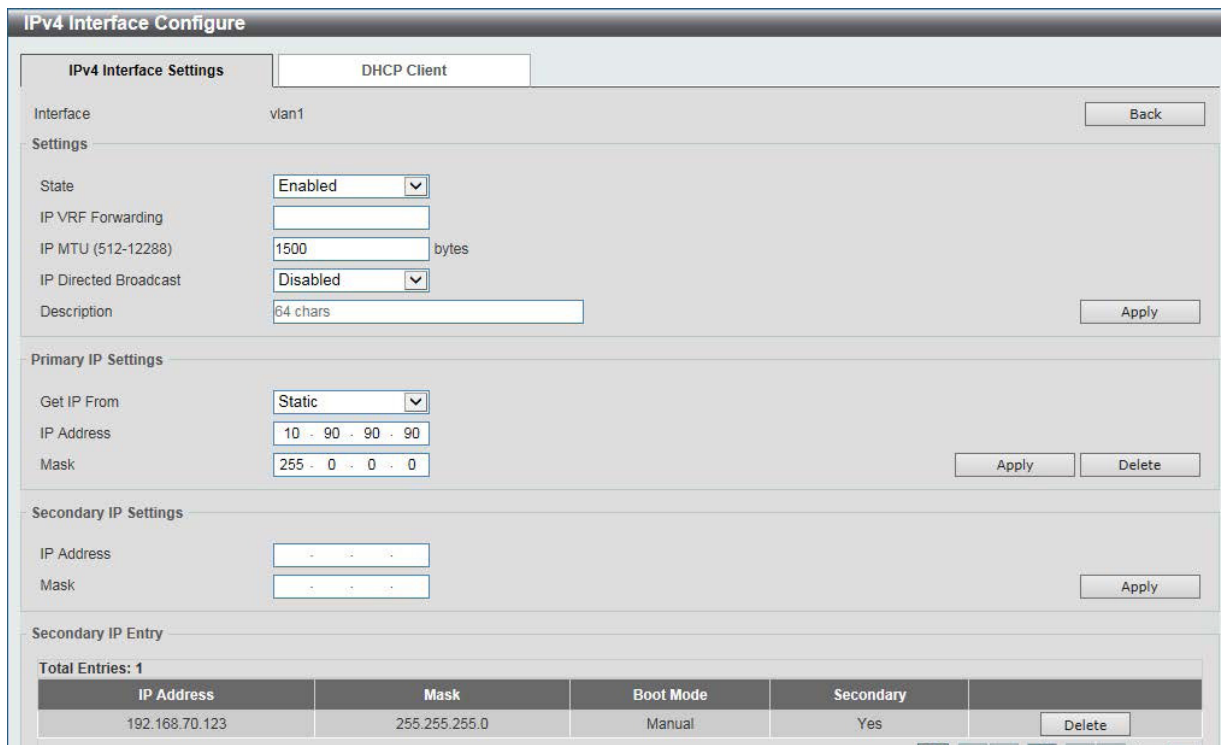 IPv4 Interface Configure
IPv4 Interface Settings DHCP Client
Interface vlan1 Back
Settings
State Enabled
IP VRF Forwarding
IP MTU (512-12288) 1500 bytes
IP Directed Broadcast Disabled
Description 64 chars Apply
Primary IP Settings
Get IP From Static
IP Address 10 . 90 . 90 . 90
Mask 255 . 0 . 0 . 0 Apply Delete
Secondary IP Settings
IP Address . . .
Mask . . . Apply
Secondary IP Entry
Total Entries: 1
IP Address Mask Boot Mode Secondary
192.168.70.123 255.255.255.0 Manual Yes Delete